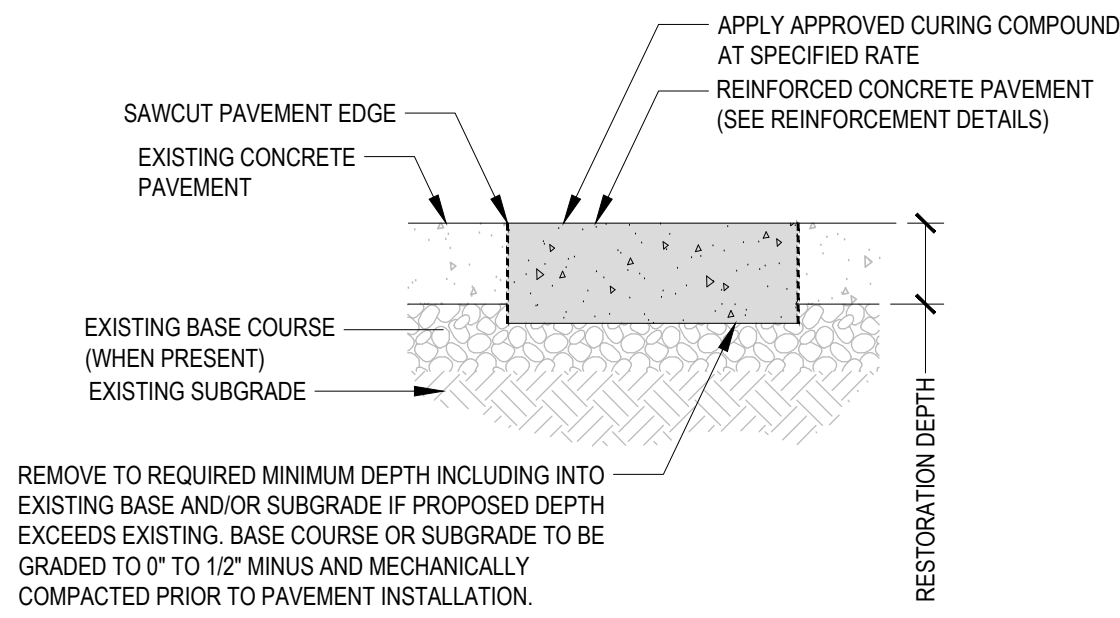 APPLY APPROVED CURING COMPOUND
AT SPECIFIED RATE
REINFORCED CONCRETE PAVEMENT
(SEE REINFORCEMENT DETAILS)
SAWCUT PAVEMENT EDGE
EXISTING CONCRETE
PAVEMENT
EXISTING BASE COURSE
(WHEN PRESENT)
EXISTING SUBGRADE
REMOVE TO REQUIRED MINIMUM DEPTH INCLUDING INTO
EXISTING BASE AND/OR SUBGRADE IF PROPOSED DEPTH
EXCEEDS EXISTING. BASE COURSE OR SUBGRADE TO BE
GRADED TO 0" TO 1/2" MINUS AND MECHANICALLY
COMPACTED PRIOR TO PAVEMENT INSTALLATION.
RESTORATION DEPTH